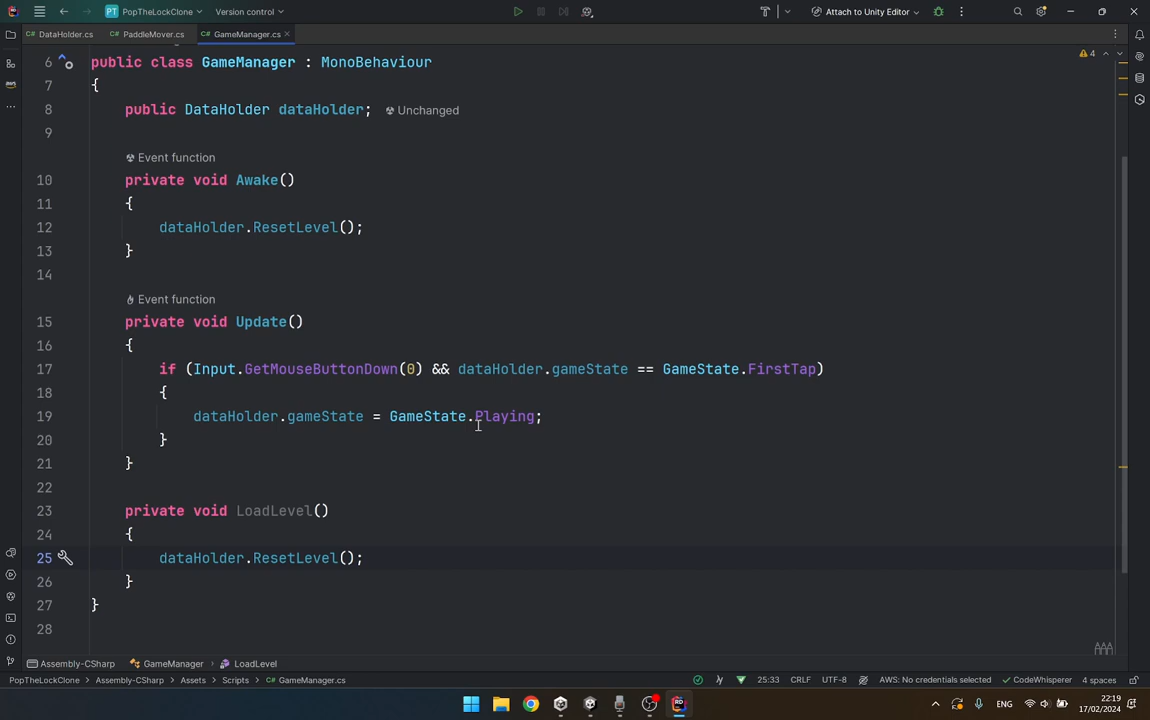 PT PopTheLockClone Version control Attach to Unity Editor
DataHolder.cs PaddleMover.cs GameManager.cs
6 public class GameManager : MonoBehaviour 4
7 {
8 public DataHolder dataHolder; Unchanged
9
Event function
10 private void Awake()
11 {
12 dataHolder.ResetLevel();
13 }
14
Event function
15 private void Update()
16 {
17 if (Input.GetMouseButtonDown(0) && dataHolder.gameState == GameState.FirstTap)
18 {
19 dataHolder.gameState = GameState.Playing;
20 }
21 }
22
23 private void LoadLevel()
24 {
25 dataHolder.ResetLevel();
26 }
27 }
28
Assembly-CSharp GameManager LoadLevel
PopTheLockClone Assembly-CSharp Assets Scripts GameManager.cs 25:33 CRLF UTF-8 AWS: No credentials selected CodeWhisperer 4 spaces
ENG 22:19
17/02/2024